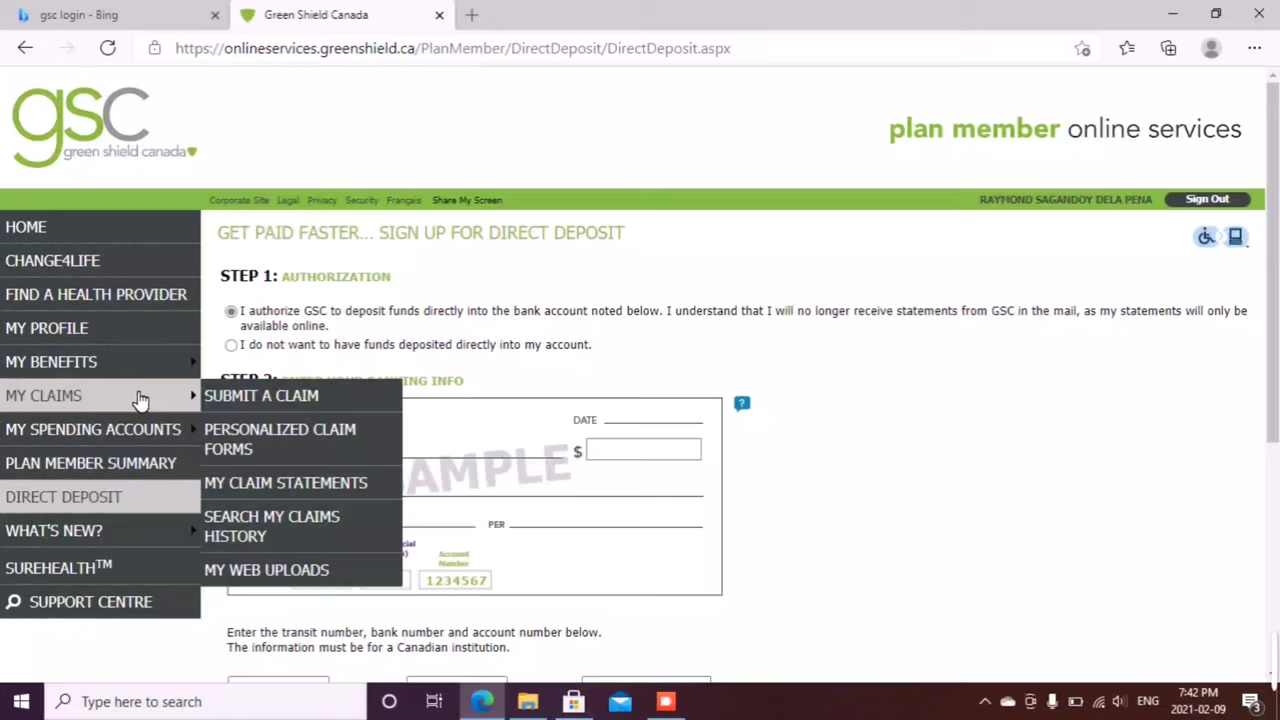 gsc login - Bing
Green Shield Canada
https://onlineservices.greenshield.ca/PlanMember/DirectDeposit/DirectDeposit.aspx
gsc
green shield canada
plan member online services
Corporate Site Legal Privacy Security Français Share My Screen
RAYMOND SAGANDOY DELA PENA Sign Out
HOME
CHANGE4LIFE
FIND A HEALTH PROVIDER
MY PROFILE
MY BENEFITS
MY CLAIMS
MY SPENDING ACCOUNTS
PLAN MEMBER SUMMARY
DIRECT DEPOSIT
WHAT'S NEW?
SUREHEALTH™
SUPPORT CENTRE
SUBMIT A CLAIM
PERSONALIZED CLAIM
FORMS
MY CLAIM STATEMENTS
SEARCH MY CLAIMS
HISTORY
MY WEB UPLOADS
GET PAID FASTER... SIGN UP FOR DIRECT DEPOSIT
STEP 1: AUTHORIZATION
I authorize GSC to deposit funds directly into the bank account noted below. I understand that I will no longer receive statements from GSC in the mail, as my statements will only be
available online.
I do not want to have funds deposited directly into my account.
STEP 2: ENTER YOUR BANKING INFO
?
DATE
$
AMPLE
PER
Account
Number
1234567
Enter the transit number, bank number and account number below.
The information must be for a Canadian institution.
Type here to search
ENG
7:42 PM
2021-02-09
3